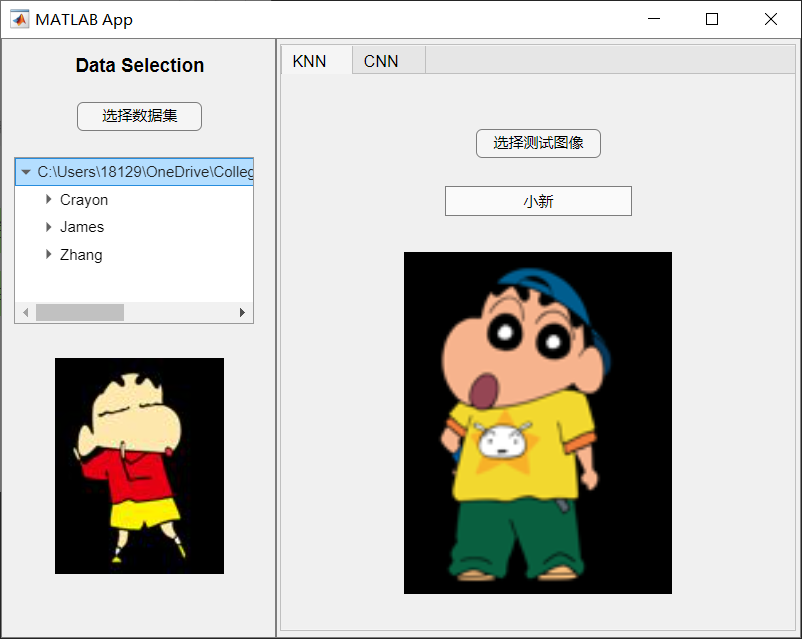 MATLAB App
Data Selection
选择数据集
C:\Users\18129\OneDrive\Colleg
Crayon
James
Zhang
KNN
CNN
选择测试图像
小新